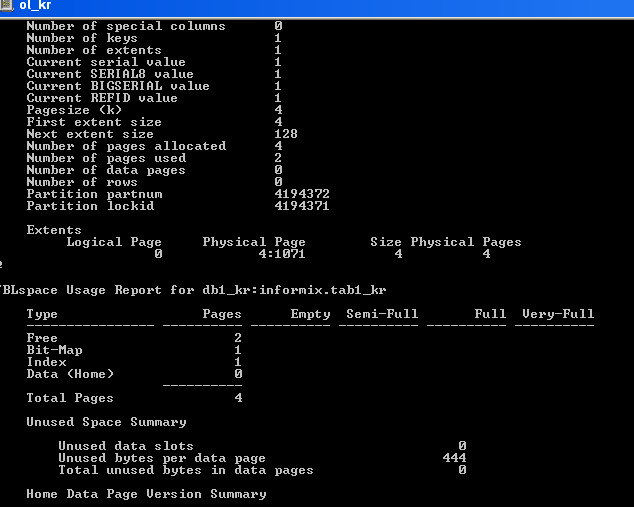 ol_kr
Number of special columns 0
Number of keys 1
Number of extents 1
Current serial value 1
Current SERIAL8 value 1
Current BIGSERIAL value 1
Current REFID value 1
Pagesize (k) 4
First extent size 4
Next extent size 128
Number of pages allocated 4
Number of pages used 2
Number of data pages 0
Number of rows 0
Partition partnum 4194372
Partition lockid 4194371
Extents
Logical Page Physical Page Size Physical Pages
0 4:1071 4 4
BLspace Usage Report for db1_kr:informix.tab1_kr
Type Pages Empty Semi-Full Full Very-Full
---------------- ---------- ---------- ---------- ---------- ----------
Free 2
Bit-Map 1
Index 1
Data (Home) 0
----------
Total Pages 4
Unused Space Summary
Unused data slots 0
Unused bytes per data page 444
Total unused bytes in data pages 0
Home Data Page Version Summary